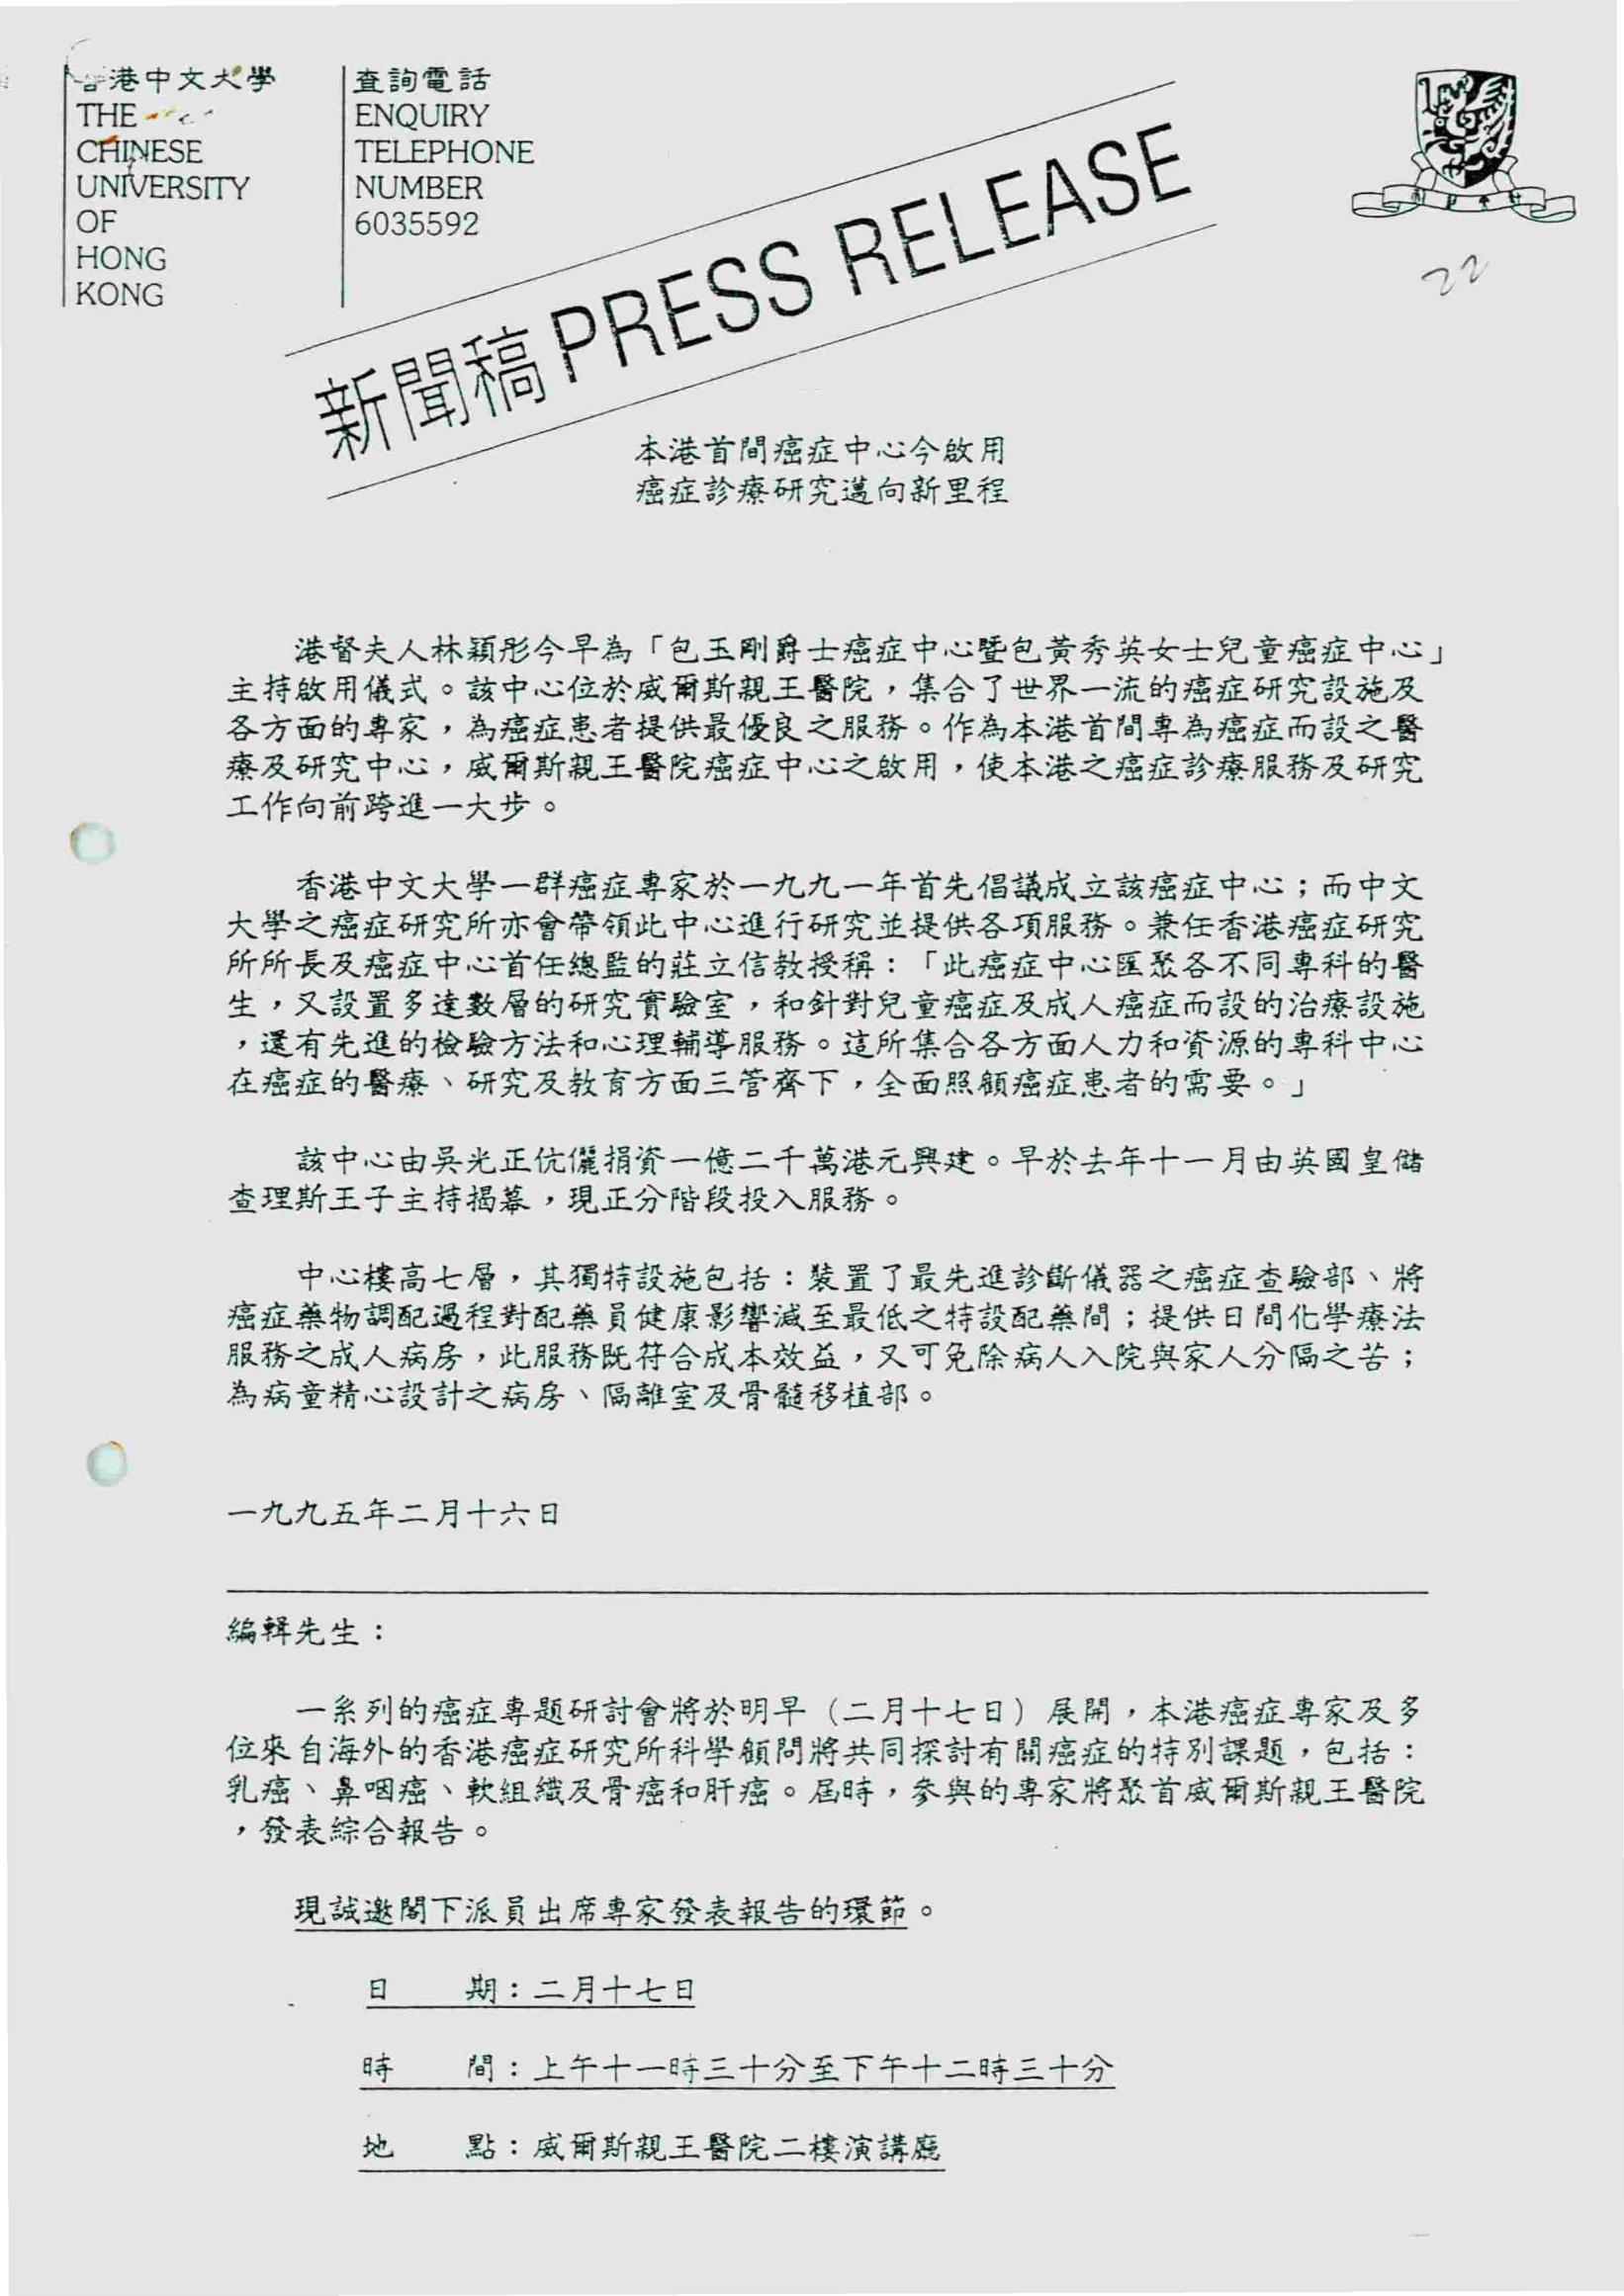 香港中文大學
THE
CHINESE
UNIVERSITY
OF
HONG
KONG
查詢電話
ENQUIRY
TELEPHONE
NUMBER
6035592
新聞稿 PRESS RELEASE
22
本港首間癌症中心今啟用
癌症診療研究邁向新里程
港督夫人林穎彤今早為「包玉剛爵士癌症中心暨包黃秀英女士兒童癌症中心」
主持啟用儀式。該中心位於威爾斯親王醫院，集合了世界一流的癌症研究設施及
各方面的專家，為癌症患者提供最優良之服務。作為本港首間專為癌症而設之醫
療及研究中心，威爾斯親王醫院癌症中心之啟用，使本港之癌症診療服務及研究
工作向前跨進一大步。
香港中文大學一群癌症專家於一九九一年首先倡議成立該癌症中心；而中文
大學之癌症研究所亦會帶領此中心進行研究並提供各項服務。兼任香港癌症研究
所所長及癌症中心首任總監的莊立信教授稱：「此癌症中心匯聚各不同專科的醫
生，又設置多達數層的研究實驗室，和針對兒童癌症及成人癌症而設的治療設施
，還有先進的檢驗方法和心理輔導服務。這所集合各方面人力和資源的專科中心
在癌症的醫療、研究及教育方面三管齊下，全面照顧癌症患者的需要。」
該中心由吳光正伉儷捐資一億二千萬港元興建。早於去年十一月由英國皇儲
查理斯王子主持揭幕，現正分階段投入服務。
中心樓高七層，其獨特設施包括：裝置了最先進診斷儀器之癌症查驗部、將
癌症藥物調配過程對配藥員健康影響減至最低之特設配藥間；提供日間化學療法
服務之成人病房，此服務既符合成本效益，又可免除病人入院與家人分隔之苦；
為病童精心設計之病房、隔離室及骨髓移植部。
一九九五年二月十六日
編輯先生：
一系列的癌症專題研討會將於明早（二月十七日）展開，本港癌症專家及多
位來自海外的香港癌症研究所科學顧問將共同探討有關癌症的特別課題，包括：
乳癌、鼻咽癌、軟組織及骨癌和肝癌。屆時，參與的專家將聚首威爾斯親王醫院
，發表綜合報告。
現誠邀閣下派員出席專家發表報告的環節。
日　　期：二月十七日
時　　間：上午十一時三十分至下午十二時三十分
地　　點：威爾斯親王醫院二樓演講廳